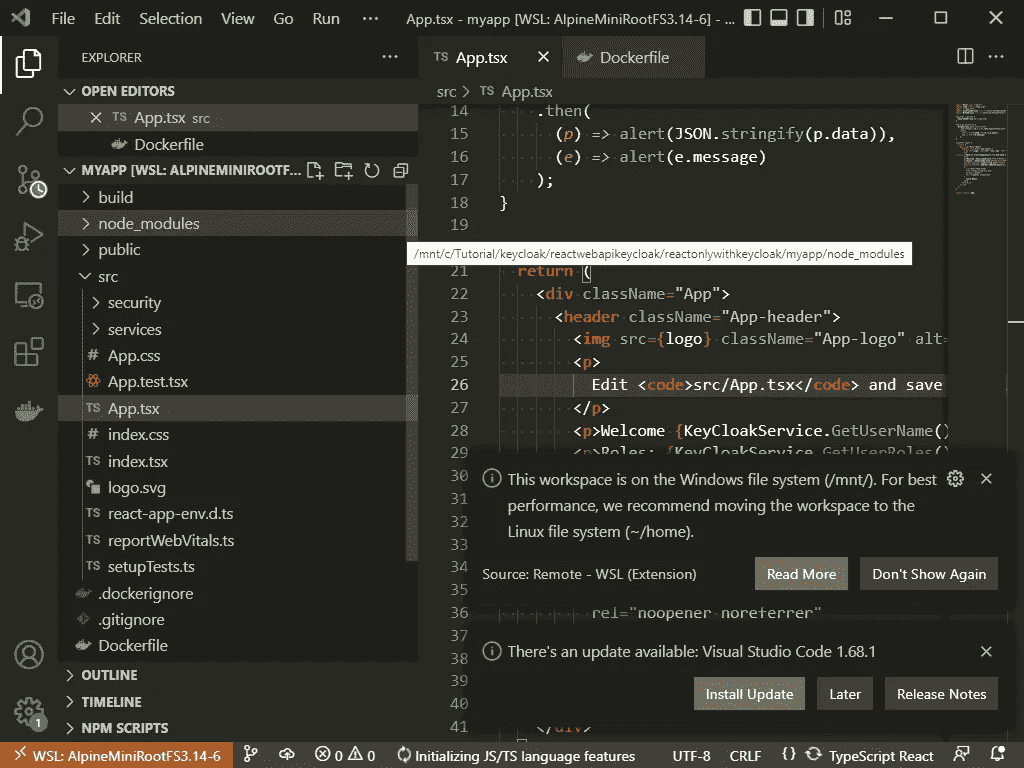 File Edit Selection View Go Run ··· App.tsx - myapp [WSL: AlpineMiniRootFS3.14-6] - ...
EXPLORER ···
OPEN EDITORS
TS App.tsx src
Dockerfile
MYAPP [WSL: ALPINEMINIROOTF...
build
node_modules
public
src
security
services
# App.css
App.test.tsx
TS App.tsx
# index.css
TS index.tsx
logo.svg
TS react-app-env.d.ts
TS reportWebVitals.ts
TS setupTests.ts
.dockerignore
.gitignore
Dockerfile
OUTLINE
TIMELINE
NPM SCRIPTS
1
TS App.tsx
Dockerfile
src > TS App.tsx
14 .then(
15 (p) => alert(JSON.stringify(p.data)),
16 (e) => alert(e.message)
17 );
18 }
19
/mnt/c/Tutorial/keycloak/reactwebapikeycloak/reactonlywithkeycloak/myapp/node_modules
21 return (
22 <div className="App">
23 <header className="App-header">
24 <img src={logo} className="App-logo" alt=
25 <p>
26 Edit <code>src/App.tsx</code> and save
27 </p>
28 <p>Welcome {KeyCloakService.GetUserName()
29 <p>Roles: {KeyCloakService.GetUserRoles()
30
31
32
33
34
35
36 rel="noopener noreferrer"
37
38
39
40
41 </div>
This workspace is on the Windows file system (/mnt/). For best
performance, we recommend moving the workspace to the
Linux file system (~/home).
Source: Remote - WSL (Extension)
Read More
Don't Show Again
There's an update available: Visual Studio Code 1.68.1
Install Update
Later
Release Notes
WSL: AlpineMiniRootFS3.14-6 0 0 Initializing JS/TS language features UTF-8 CRLF {} TypeScript React